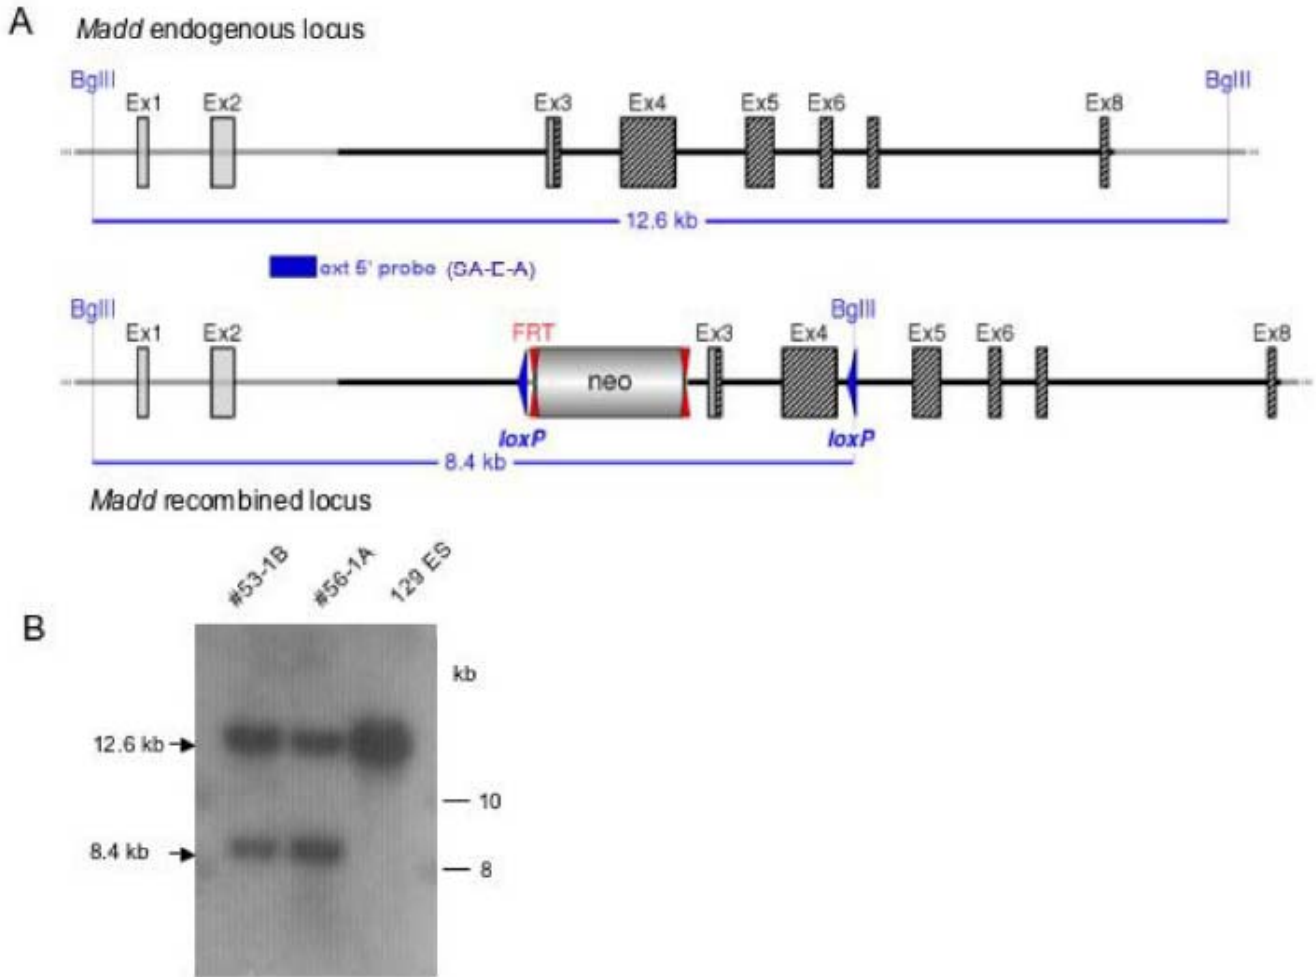 A
Madd endogenous locus
BglII BglII
Ex1 Ex2 Ex3 Ex4 Ex5 Ex6 Ex8
12.6 kb
ext 5' probe (SA-E-A)
BglII BglII
Ex1 Ex2 FRT Ex3 Ex4 Ex5 Ex6 Ex8
neo
loxP loxP
8.4 kb
Madd recombined locus
#53-1B #56-1A 129 ES
B
kb
12.6 kb
10
8.4 kb
8